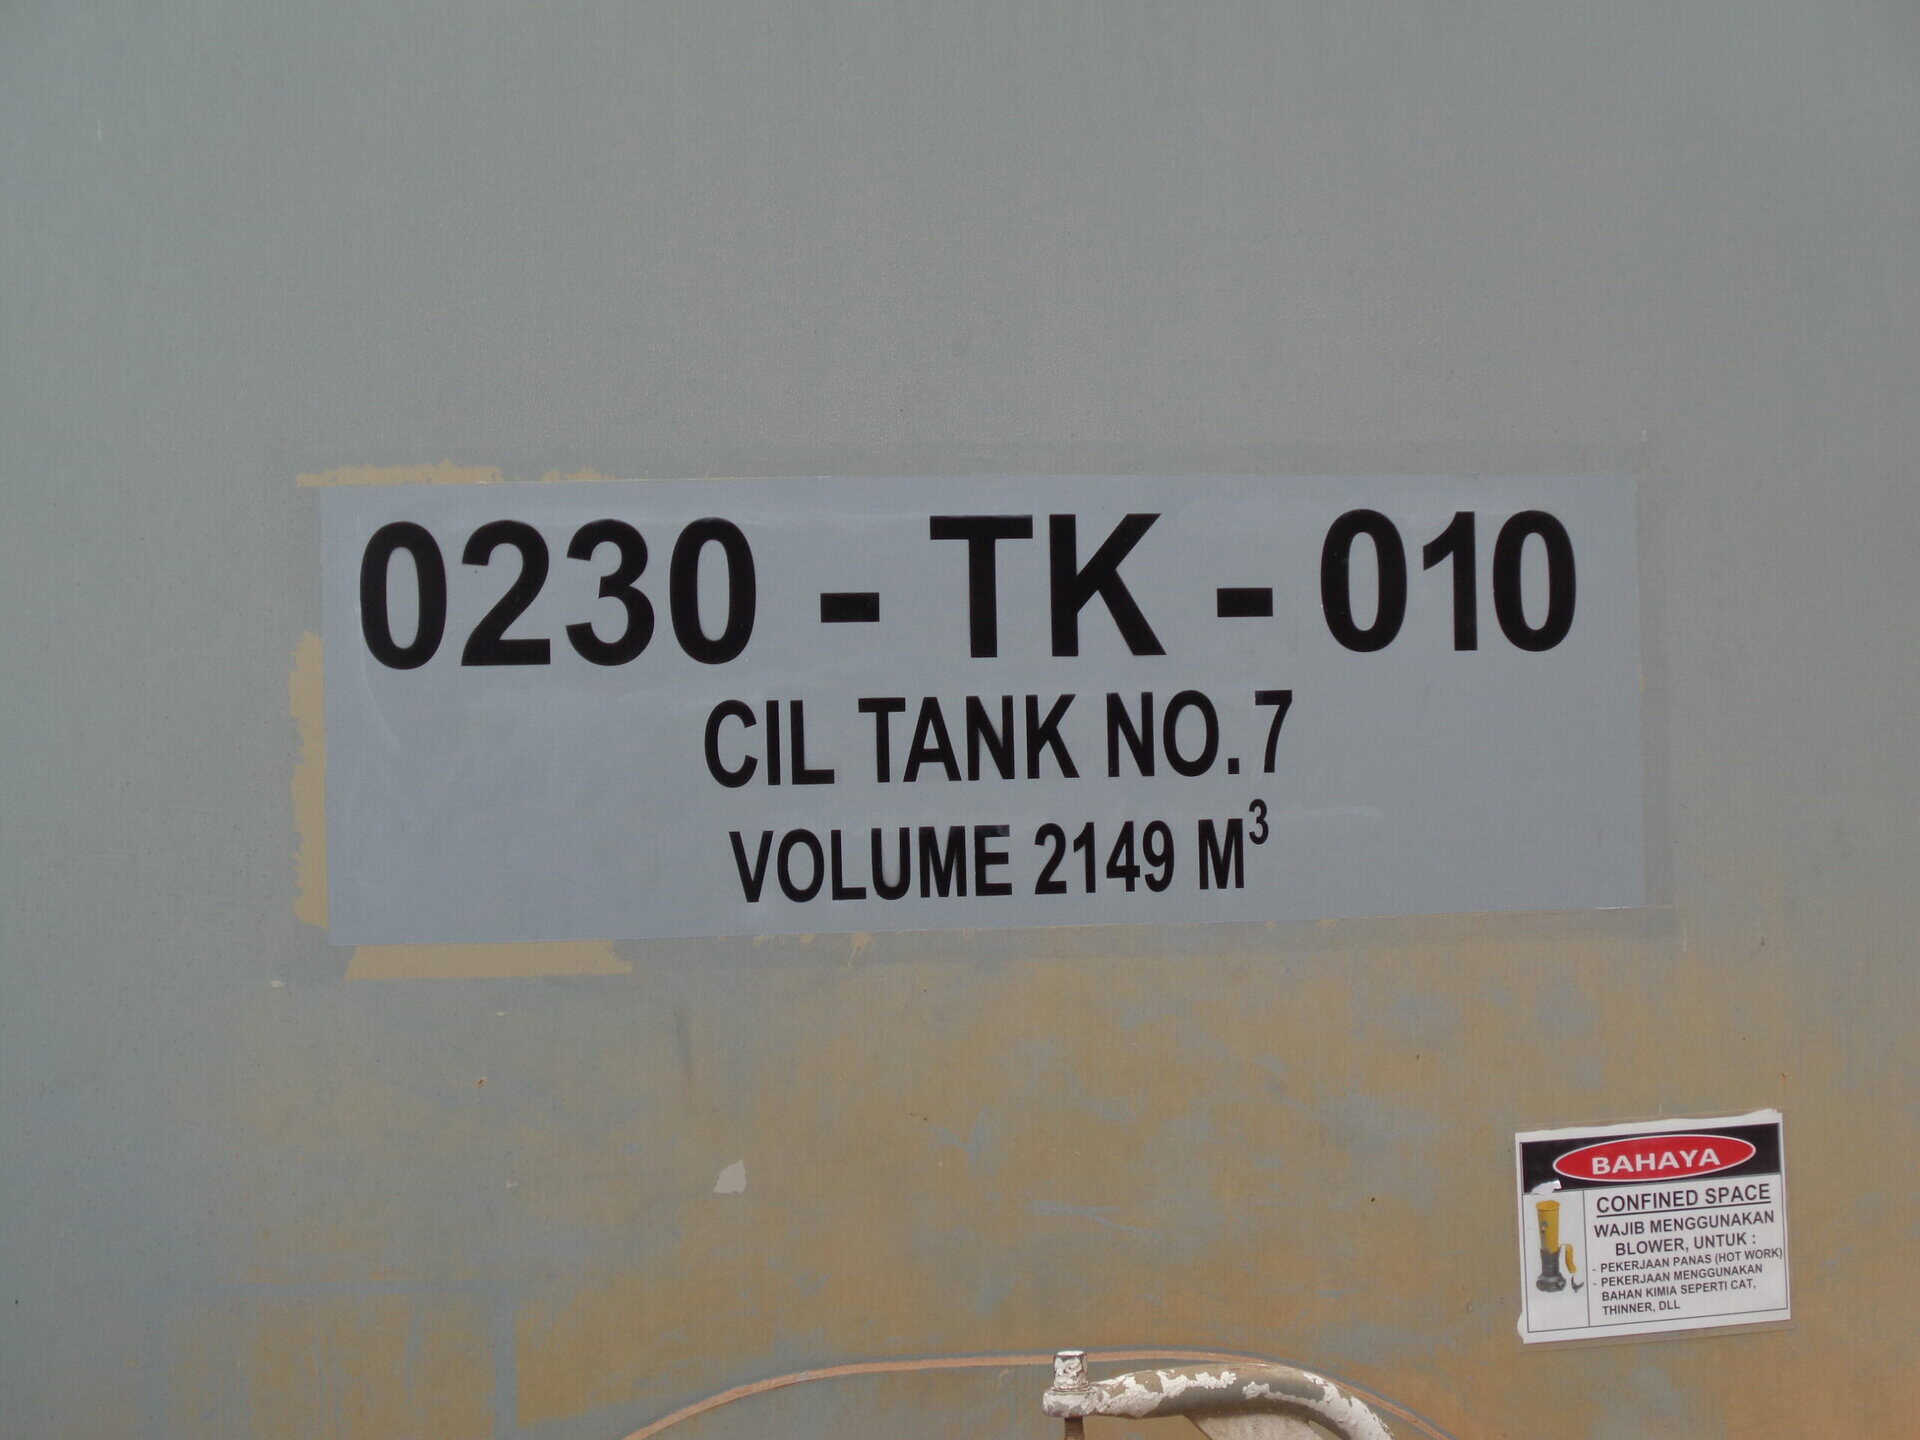 0230 - TK - 010
CIL TANK NO. 7
VOLUME 2149 M³
BAHAYA
CONFINED SPACE
WAJIB MENGGUNAKAN
BLOWER, UNTUK :
- PEKERJAAN PANAS (HOT WORK)
- PEKERJAAN MENGGUNAKAN
BAHAN KIMIA SEPERTI CAT,
THINNER, DLL